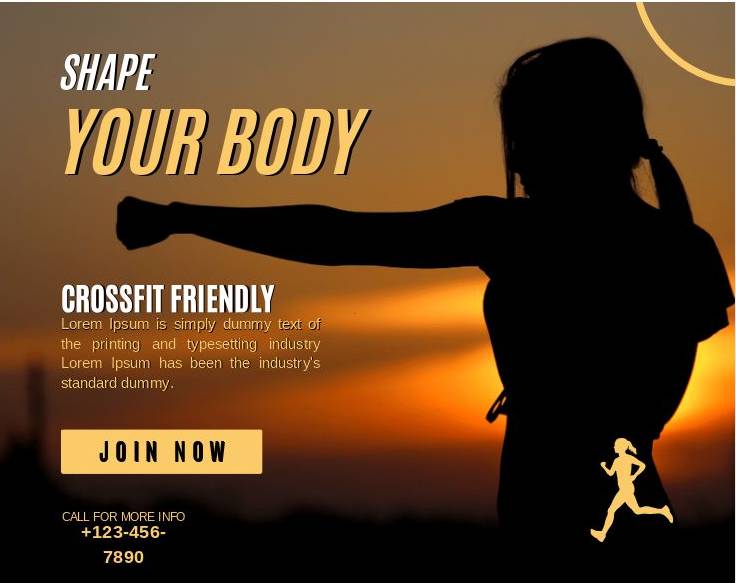 SHAPE
YOUR BODY
CROSSFIT FRIENDLY
Lorem Ipsum is simply dummy text of
the printing and typesetting industry
Lorem Ipsum has been the industry's
standard dummy.
JOIN NOW
CALL FOR MORE INFO
+123-456-
7890